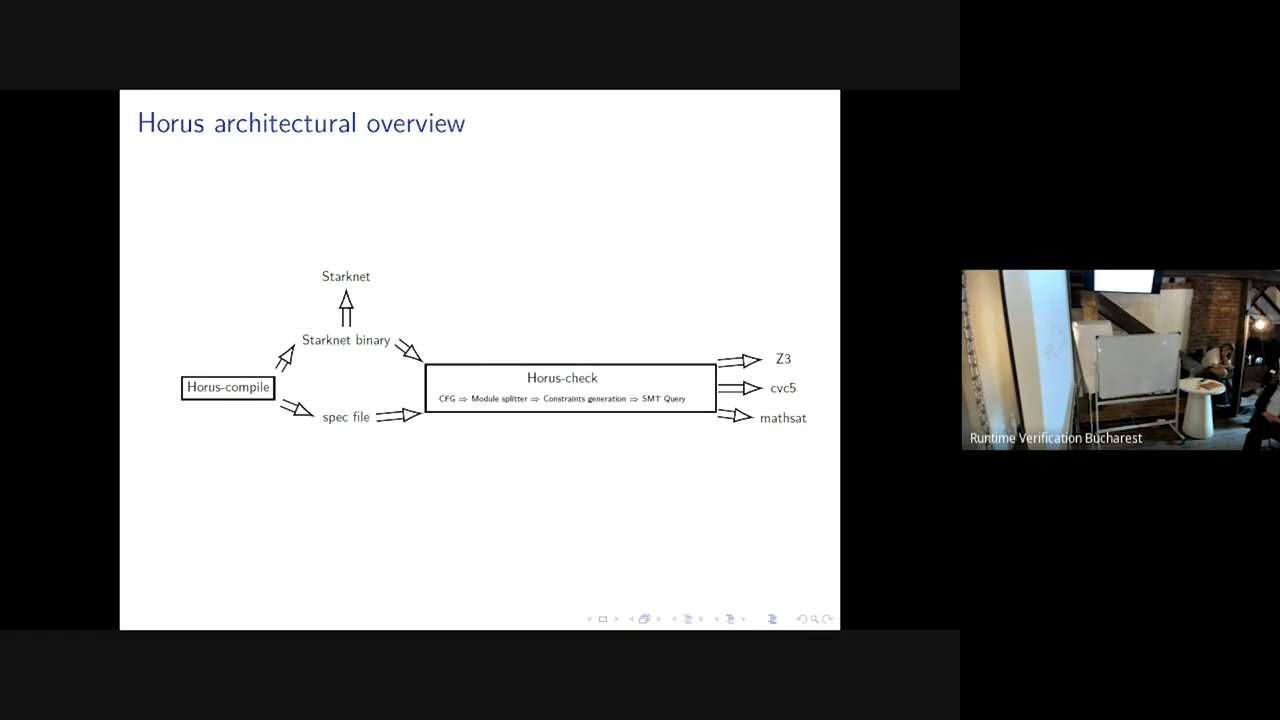 Horus architectural overview
Starknet
Starknet binary
Horus-compile
spec file
Horus-check
CFG ⇒ Module splitter ⇒ Constraints generation ⇒ SMT Query
Z3
cvc5
mathsat
Runtime Verification Bucharest